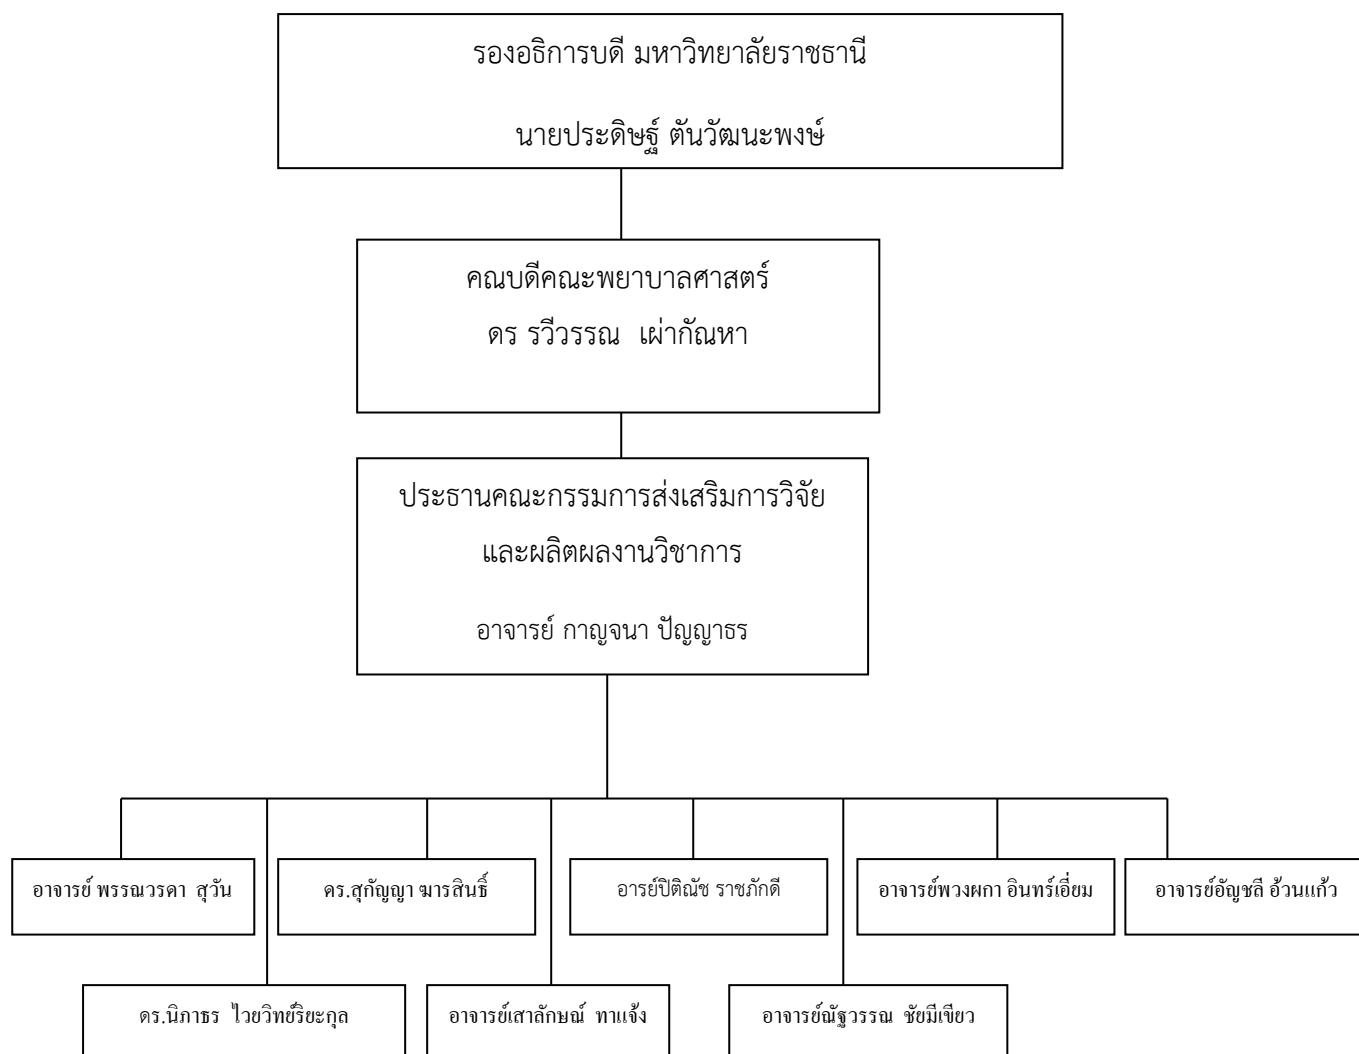 รองอธิการบดี มหาวิทยาลัยราชธานี
นายประดิษฐ์ ตันวัฒนะพงษ์
คณบดีคณะพยาบาลศาสตร์
ดร รวีวรรณ เผ่ากัณหา
ประธานคณะกรรมการส่งเสริมการวิจัย
และผลิตผลงานวิชาการ
อาจารย์ กาญจนา ปัญญาธร
อาจารย์ พรรณวรดา สุวัน
ดร.สุกัญญา ฆารสินธิ์
อารย์ปิติณัช ราชภักดี
อาจารย์พวงผกา อินทร์เอี่ยม
อาจารย์อัญชลี อ้วนแก้ว
ดร.นิภาธร ไวยวิทย์ริยะกุล
อาจารย์เสาลักษณ์ ทาแจ้ง
อาจารย์ณัฐวรรณ ชัยมีเขียว